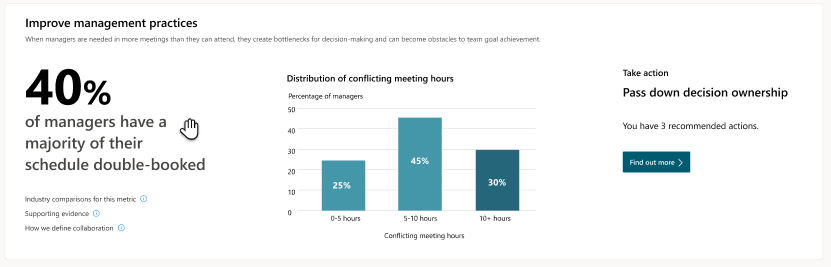 Improve management practices
When managers are needed in more meetings than they can attend, they create bottlenecks for decision-making and can become obstacles to team goal achievement.
40%
of managers have a
majority of their
schedule double-booked
Industry comparisons for this metric
Supporting evidence
How we define collaboration
Distribution of conflicting meeting hours
Percentage of managers
50
40
30
20
10
0
25%
45%
30%
0-5 hours
5-10 hours
10+ hours
Conflicting meeting hours
Take action
Pass down decision ownership
You have 3 recommended actions.
Find out more